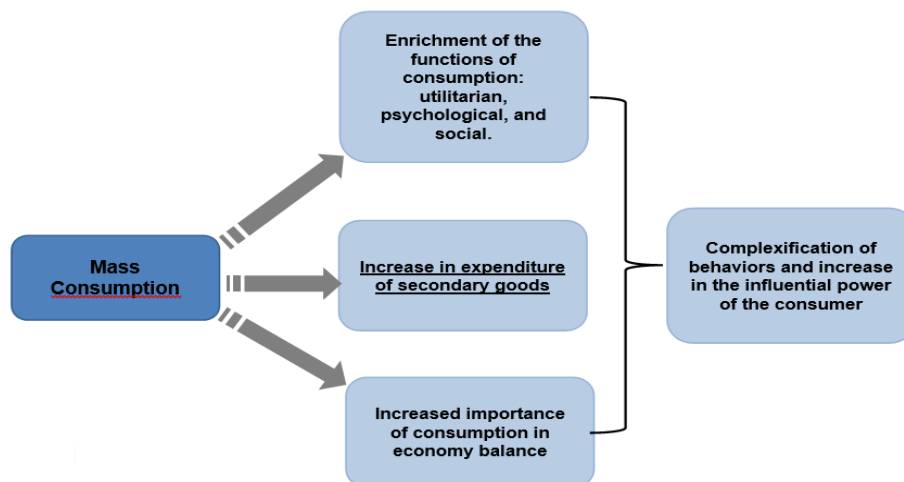 Enrichment of the
functions of
consumption:
utilitarian,
psychological, and
social.
Mass
Consumption
Increase in expenditure
of secondary goods
Complexification of
behaviors and increase
in the influential power
of the consumer
Increased importance
of consumption in
economy balance